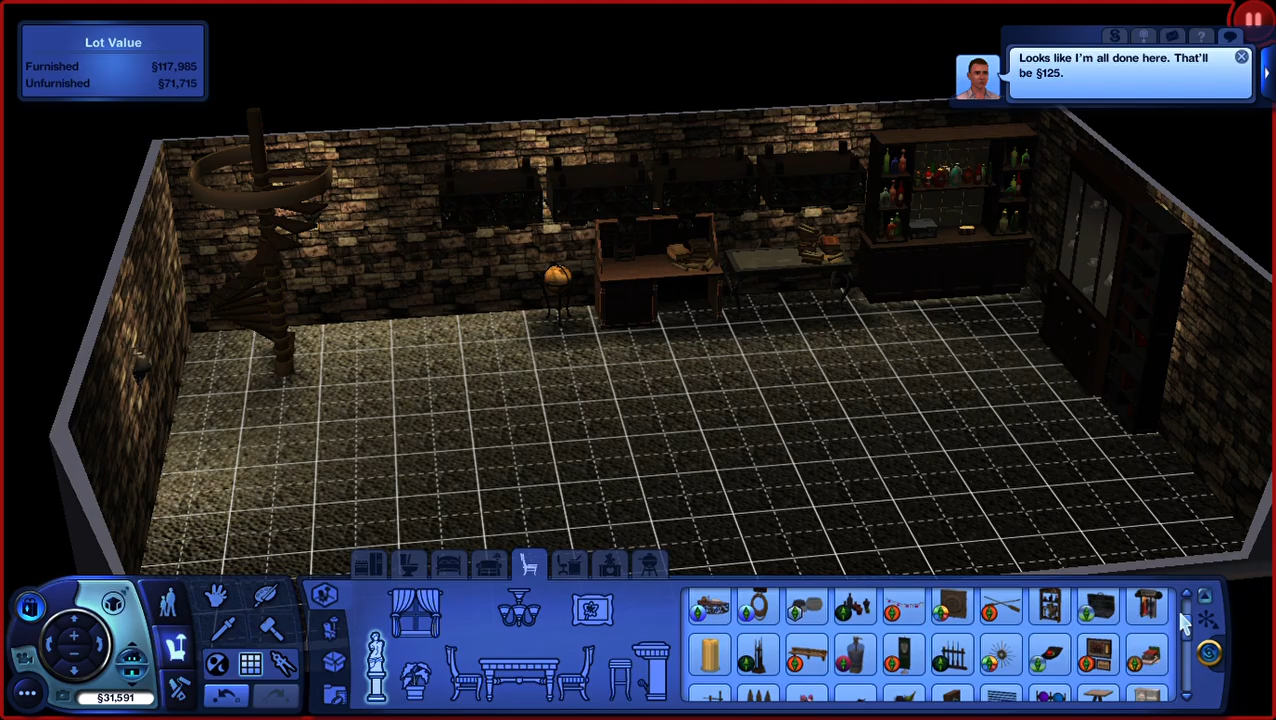 Lot Value
Furnished §117,985
Unfurnished §71,715
Looks like I'm all done here. That'll
be §125.
§31,591